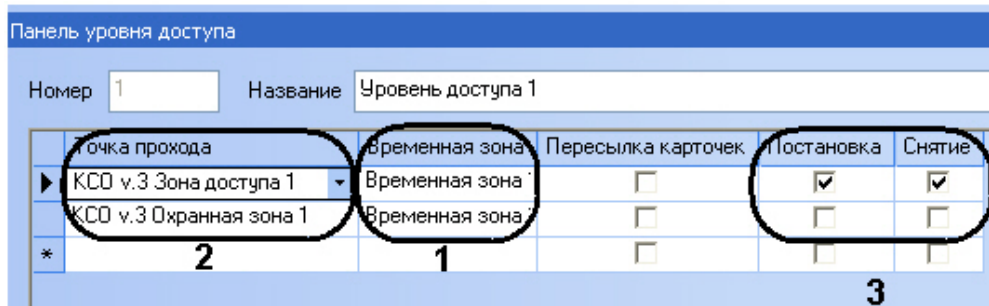 Панель уровня доступа
Номер 1 Название Уровень доступа 1
Точка прохода Временная зона Пересылка карточек Постановка Снятие
КСО v.3 Зона доступа 1 Временная зона
КСО v.3 Охранная зона 1 Временная зона
*
2 1
3